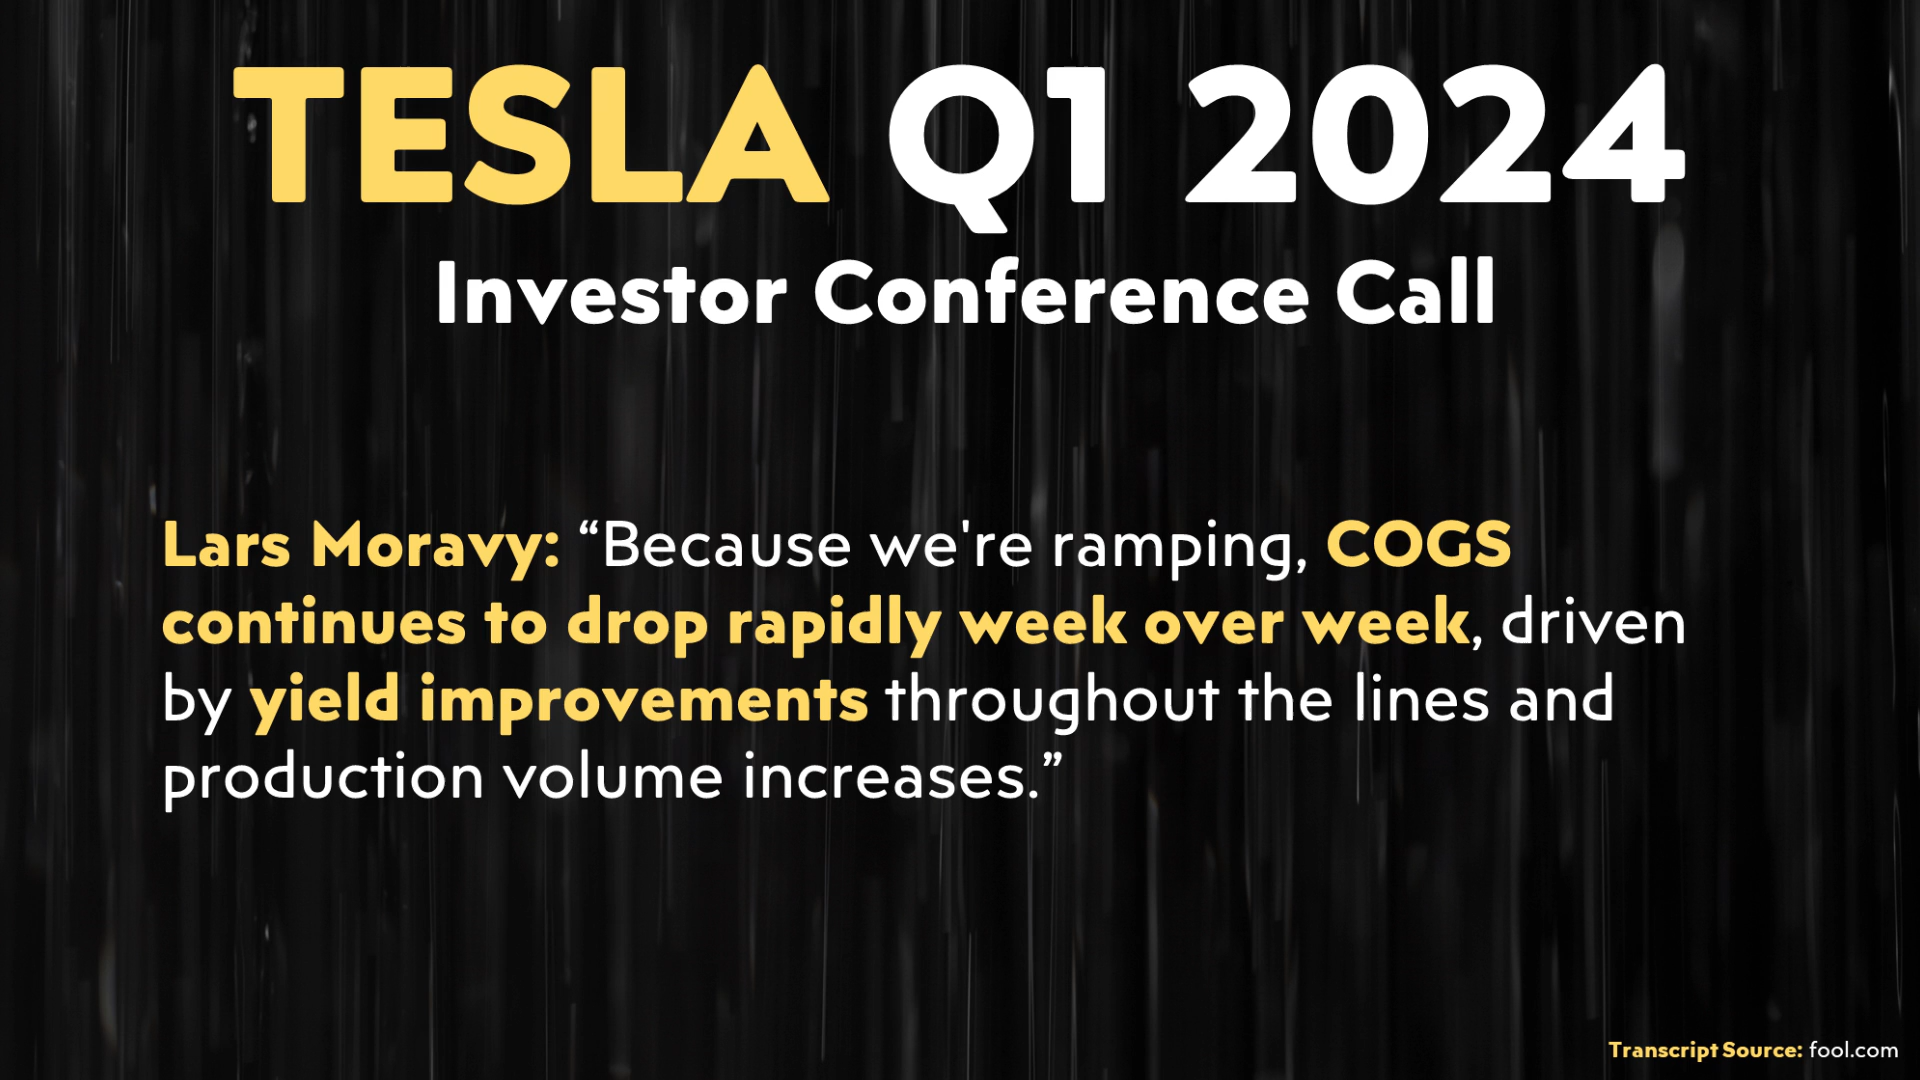 TESLA Q1 2024
Investor Conference Call
Lars Moravy: “Because we're ramping, COGS
continues to drop rapidly week over week, driven
by yield improvements throughout the lines and
production volume increases.”
Transcript Source: fool.com